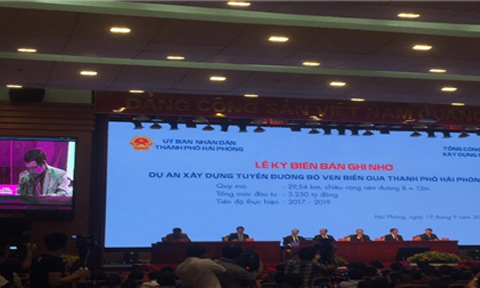 ĐẢNG CỘNG SẢN VIỆT NAM QUANG
ỦY BAN NHÂN DÂN
THÀNH PHỐ HẢI PHÒNG
TỔNG CÔNG
XÂY DỰNG
LỄ KÝ BIÊN BẢN GHI NHỚ
DỰ ÁN XÂY DỰNG TUYẾN ĐƯỜNG BỘ VEN BIỂN QUA THÀNH PHỐ HẢI PHÒNG
Quy mô : 29,54 km, chiều rộng nền đường B = 12m
Tổng mức đầu tư : 3.250 tỷ đồng
Tiến độ thực hiện : 2017 - 2019
Hải Phòng, ngày 19 tháng 9 năm